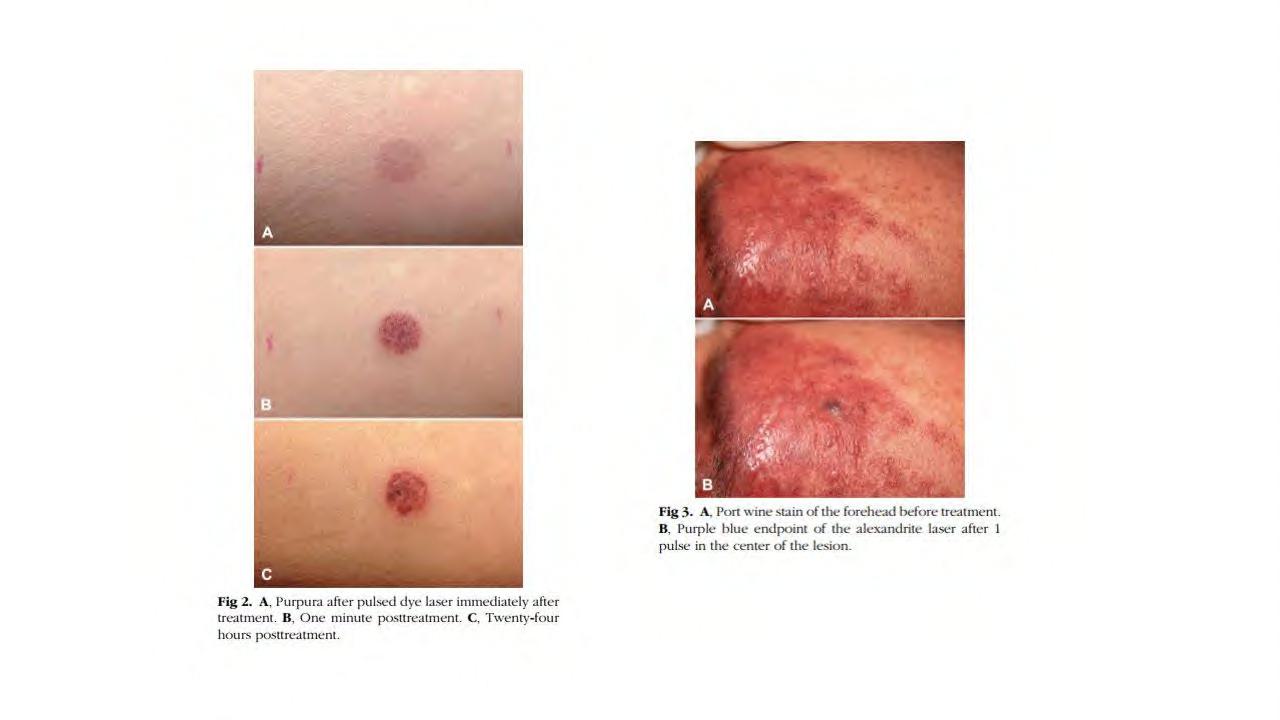 A
B
C
Fig 2. A, Purpura after pulsed dye laser immediately after
treatment. B, One minute posttreatment. C, Twenty-four
hours posttreatment.
A
B
Fig 3. A, Port wine stain of the forehead before treatment.
B, Purple blue endpoint of the alexandrite laser after 1
pulse in the center of the lesion.